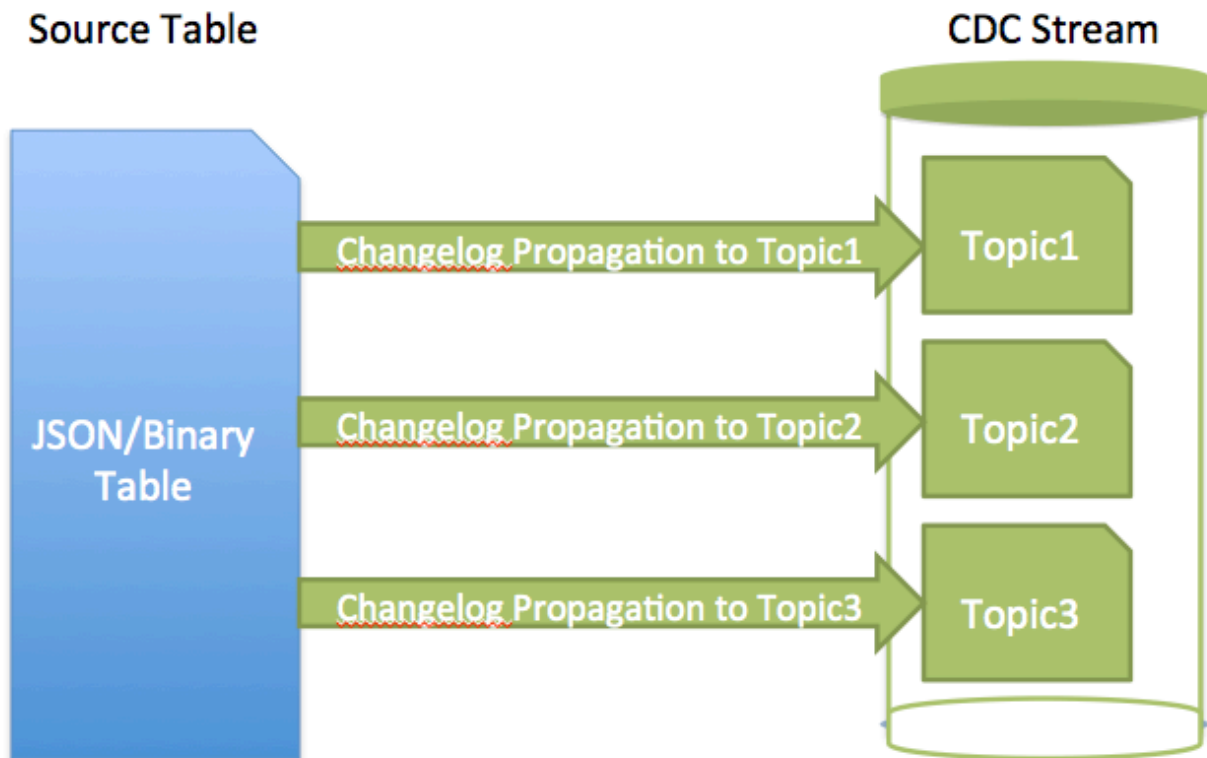 Source Table
CDC Stream
Changelog Propagation to Topic1
Topic1
JSON/Binary
Table
Changelog Propagation to Topic2
Topic2
Changelog Propagation to Topic3
Topic3